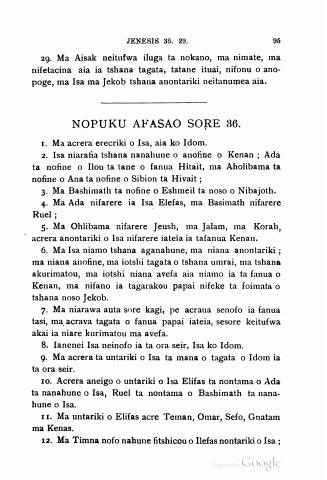 JENESIS 35. 29. 95
29. Ma Aisak neitufwa iluga ta nokano, ma nimate, ma
nifetacina aia ia tshana tagata, tatane ituai, nifonu o ano-
poge, ma Isa ma Jekob tshana anontariki neitanumea aia.
NOPUKU AFASAO SORE 36.
1. Ma acrera erecriki o Isa, aia ko Idom.
2. Isa niarafia tshana nanahune o anofine o Kenan; Ada
ta nofine o Ilou ta tane o fanua Hitait, ma Aholibama ta
nofine o Ana ta nofine o Sibion ta Hivait;
3. Ma Bashimath ta nofine o Eshmeil ta noso o Nibajoth.
4. Ma Ada nifarere ia Isa Elefas, ma Basimath nifarere
Ruel;
5. Ma Ohlibama nifarere Jeush, ma Jalam, ma Korah,
acrera anontariki o Isa nifarere iateia ia tafanua Kenan.
6. Ma Isa niamo tshana aganahune, ma niana anontariki;
ma niana anofine, ma iotshi tagata o tshana umrai, ma tshana
akurimatou, ma iotshi niana avefa aia niamo ia ta fanua o
Kenan, ma nifano ia tagarakou papai nifeke ta foimata o
tshana noso Jekob.
7. Ma niarawa auta sore kagi, pe acraua senofo ia fanua
tasi, ma acrava tagata o fanua papai iateia, sesore keitufwa
akai ia niare kurimatou ma avefa.
8. Ianenei Isa neinofo ia ta ora seir, Isa ko Idom.
9. Ma acrera ta untariki o Isa ta mana o tagata o Idom ia
ta ora seir.
10. Acrera aneigo o untariki o Isa Elifas ta nontama o Ada
ta nanahune o Isa, Ruel ta nontama o Bashimath ta nana-
hune o Isa.
11. Ma untariki o Elifas acre Teman, Omar, Sefo, Gnatam
ma Kenas.
12. Ma Timna nofo nahune fitshicou o Ilefas nontariki o Isa;
Digitized by Google